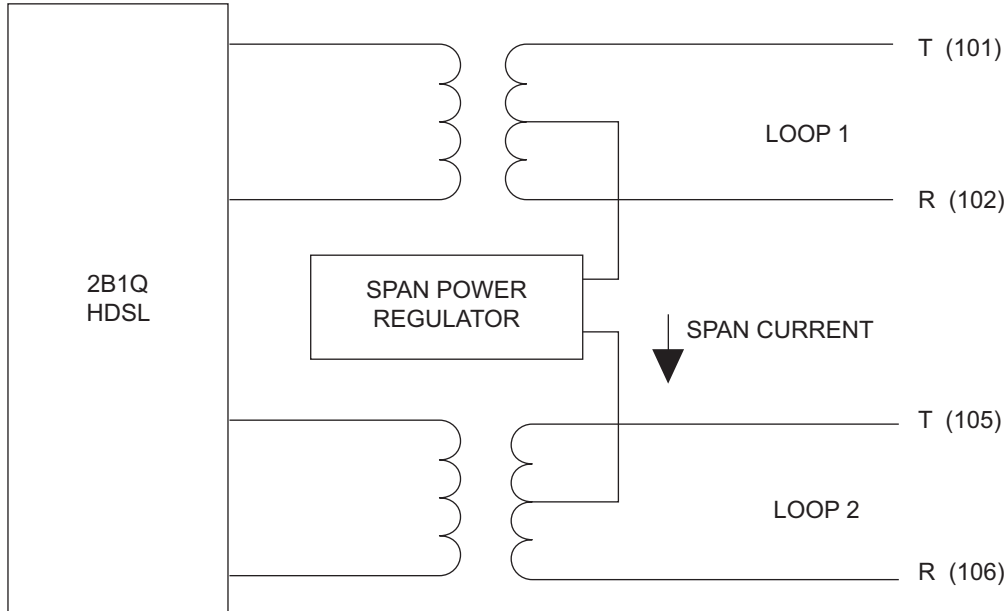 T (101)
LOOP 1
R (102)
2B1Q
HDSL
SPAN POWER
REGULATOR
SPAN CURRENT
T (105)
LOOP 2
R (106)